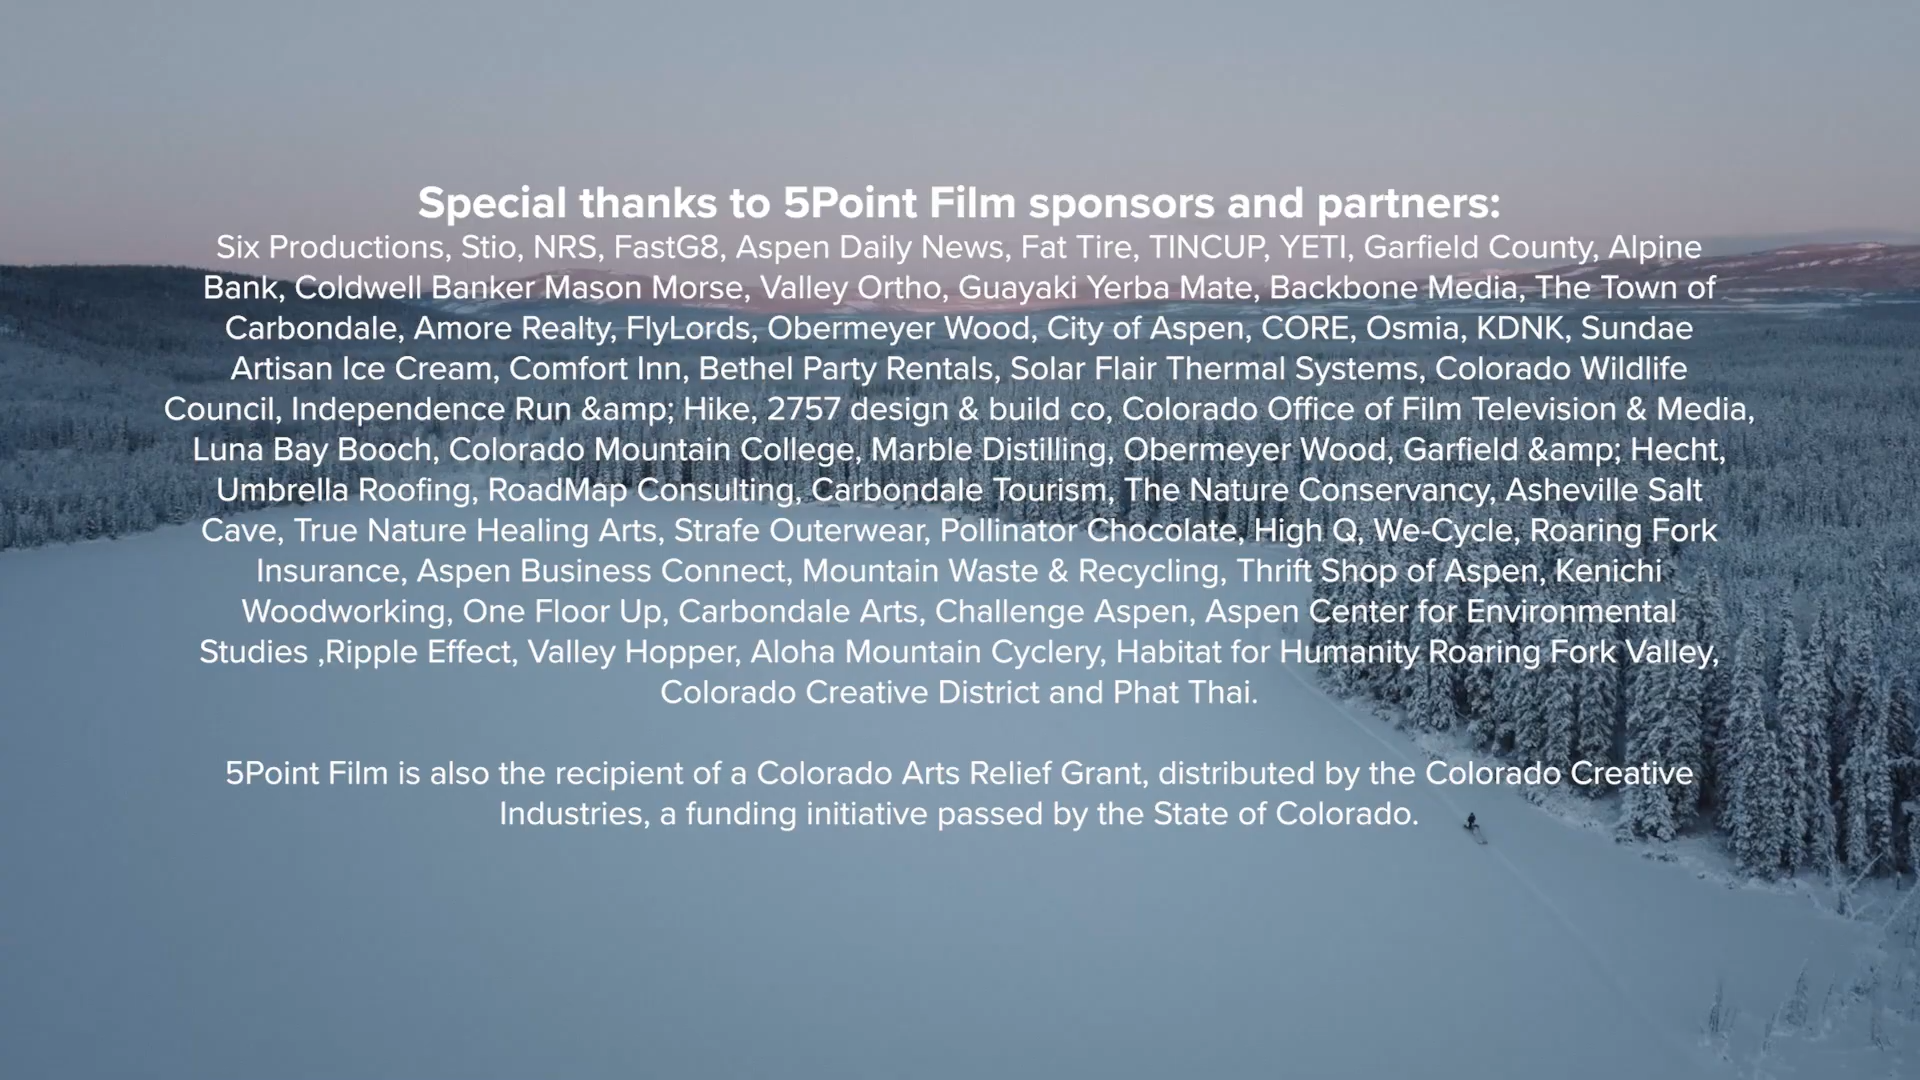 Special thanks to 5Point Film sponsors and partners:
Six Productions, Stio, NRS, FastG8, Aspen Daily News, Fat Tire, TINCUP, YETI, Garfield County, Alpine
Bank, Coldwell Banker Mason Morse, Valley Ortho, Guayaki Yerba Mate, Backbone Media, The Town of
Carbondale, Amore Realty, FlyLords, Obermeyer Wood, City of Aspen, CORE, Osmia, KDNK, Sundae
Artisan Ice Cream, Comfort Inn, Bethel Party Rentals, Solar Flair Thermal Systems, Colorado Wildlife
Council, Independence Run &amp; Hike, 2757 design & build co, Colorado Office of Film Television & Media,
Luna Bay Booch, Colorado Mountain College, Marble Distilling, Obermeyer Wood, Garfield &amp; Hecht,
Umbrella Roofing, RoadMap Consulting, Carbondale Tourism, The Nature Conservancy, Asheville Salt
Cave, True Nature Healing Arts, Strafe Outerwear, Pollinator Chocolate, High Q, We-Cycle, Roaring Fork
Insurance, Aspen Business Connect, Mountain Waste & Recycling, Thrift Shop of Aspen, Kenichi
Woodworking, One Floor Up, Carbondale Arts, Challenge Aspen, Aspen Center for Environmental
Studies ,Ripple Effect, Valley Hopper, Aloha Mountain Cyclery, Habitat for Humanity Roaring Fork Valley,
Colorado Creative District and Phat Thai.
5Point Film is also the recipient of a Colorado Arts Relief Grant, distributed by the Colorado Creative
Industries, a funding initiative passed by the State of Colorado.